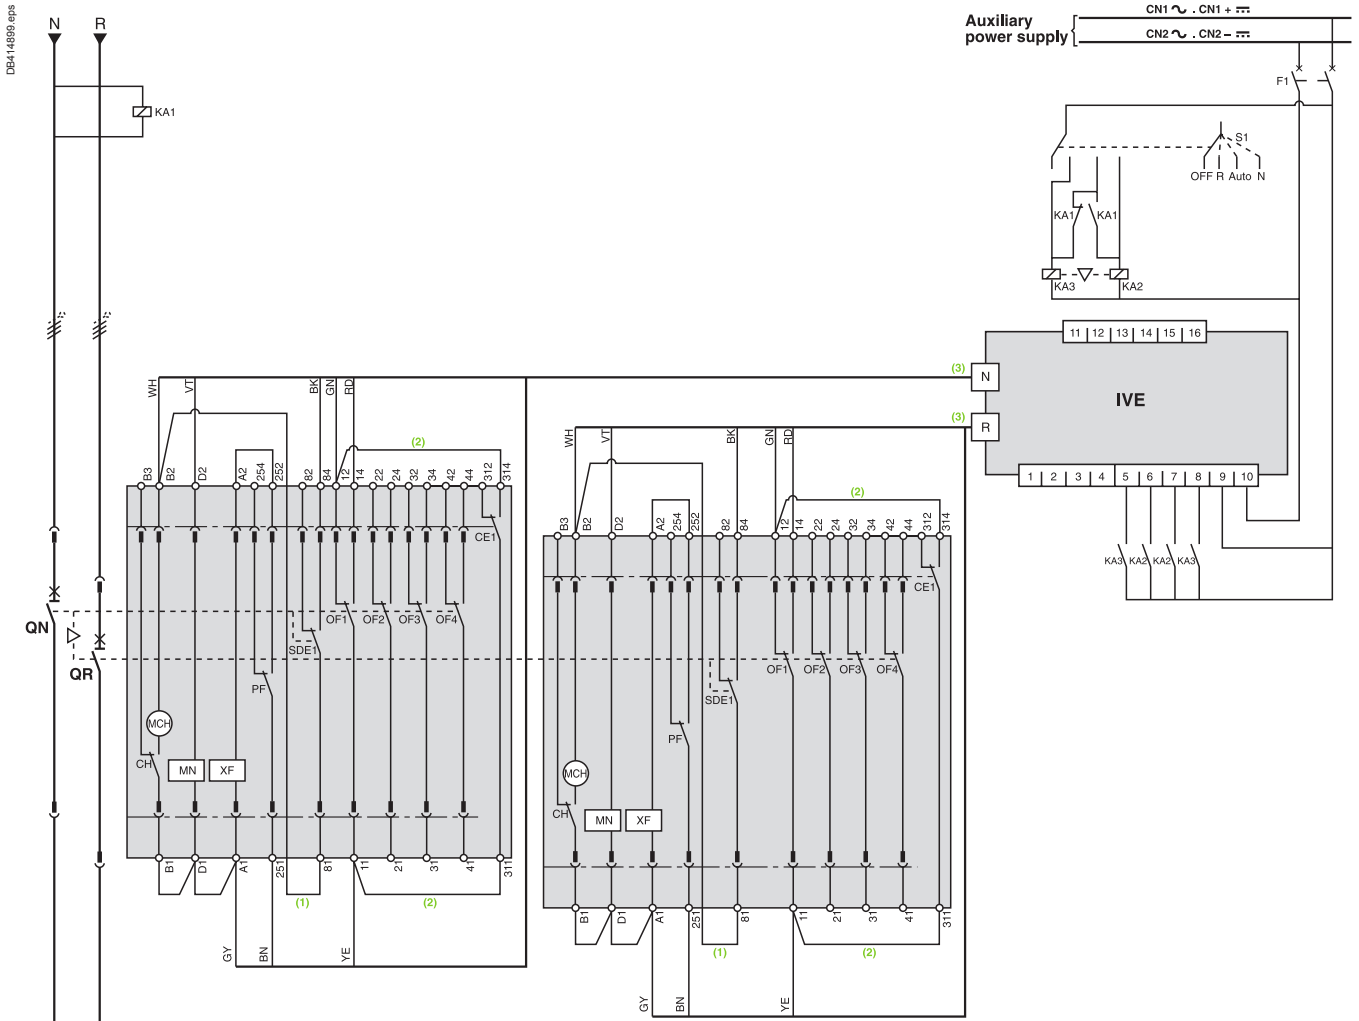 DB414899.eps
N R
Auxiliary
power supply
CN1 . CN1 +
CN2 . CN2 –
F1
KA1
S1
OFF R Auto N
KA1 KA1
KA3 KA2
11 12 13 14 15 16
(3) N
IVE
(3) R
1 2 3 4 5 6 7 8 9 10
KA3 KA2 KA2 KA3
WH VT BK GN RD
(2)
B3 B2 D2 A2 254 252 82 84 12 14 22 24 32 34 42 44 312 314
CE1
QN
QR
OF1 OF2 OF3 OF4
SDE1
PF
MCH
CH
MN XF
B1 D1 A1 251 81 11 21 31 41 311
(1) (2)
GY BN YE
WH VT BK GN RD
(2)
B3 B2 D2 A2 254 252 82 84 12 14 22 24 32 34 42 44 312 314
CE1
OF1 OF2 OF3 OF4
SDE1
PF
MCH
CH
MN XF
B1 D1 A1 251 81 11 21 31 41 311
(1) (2)
GY BN YE